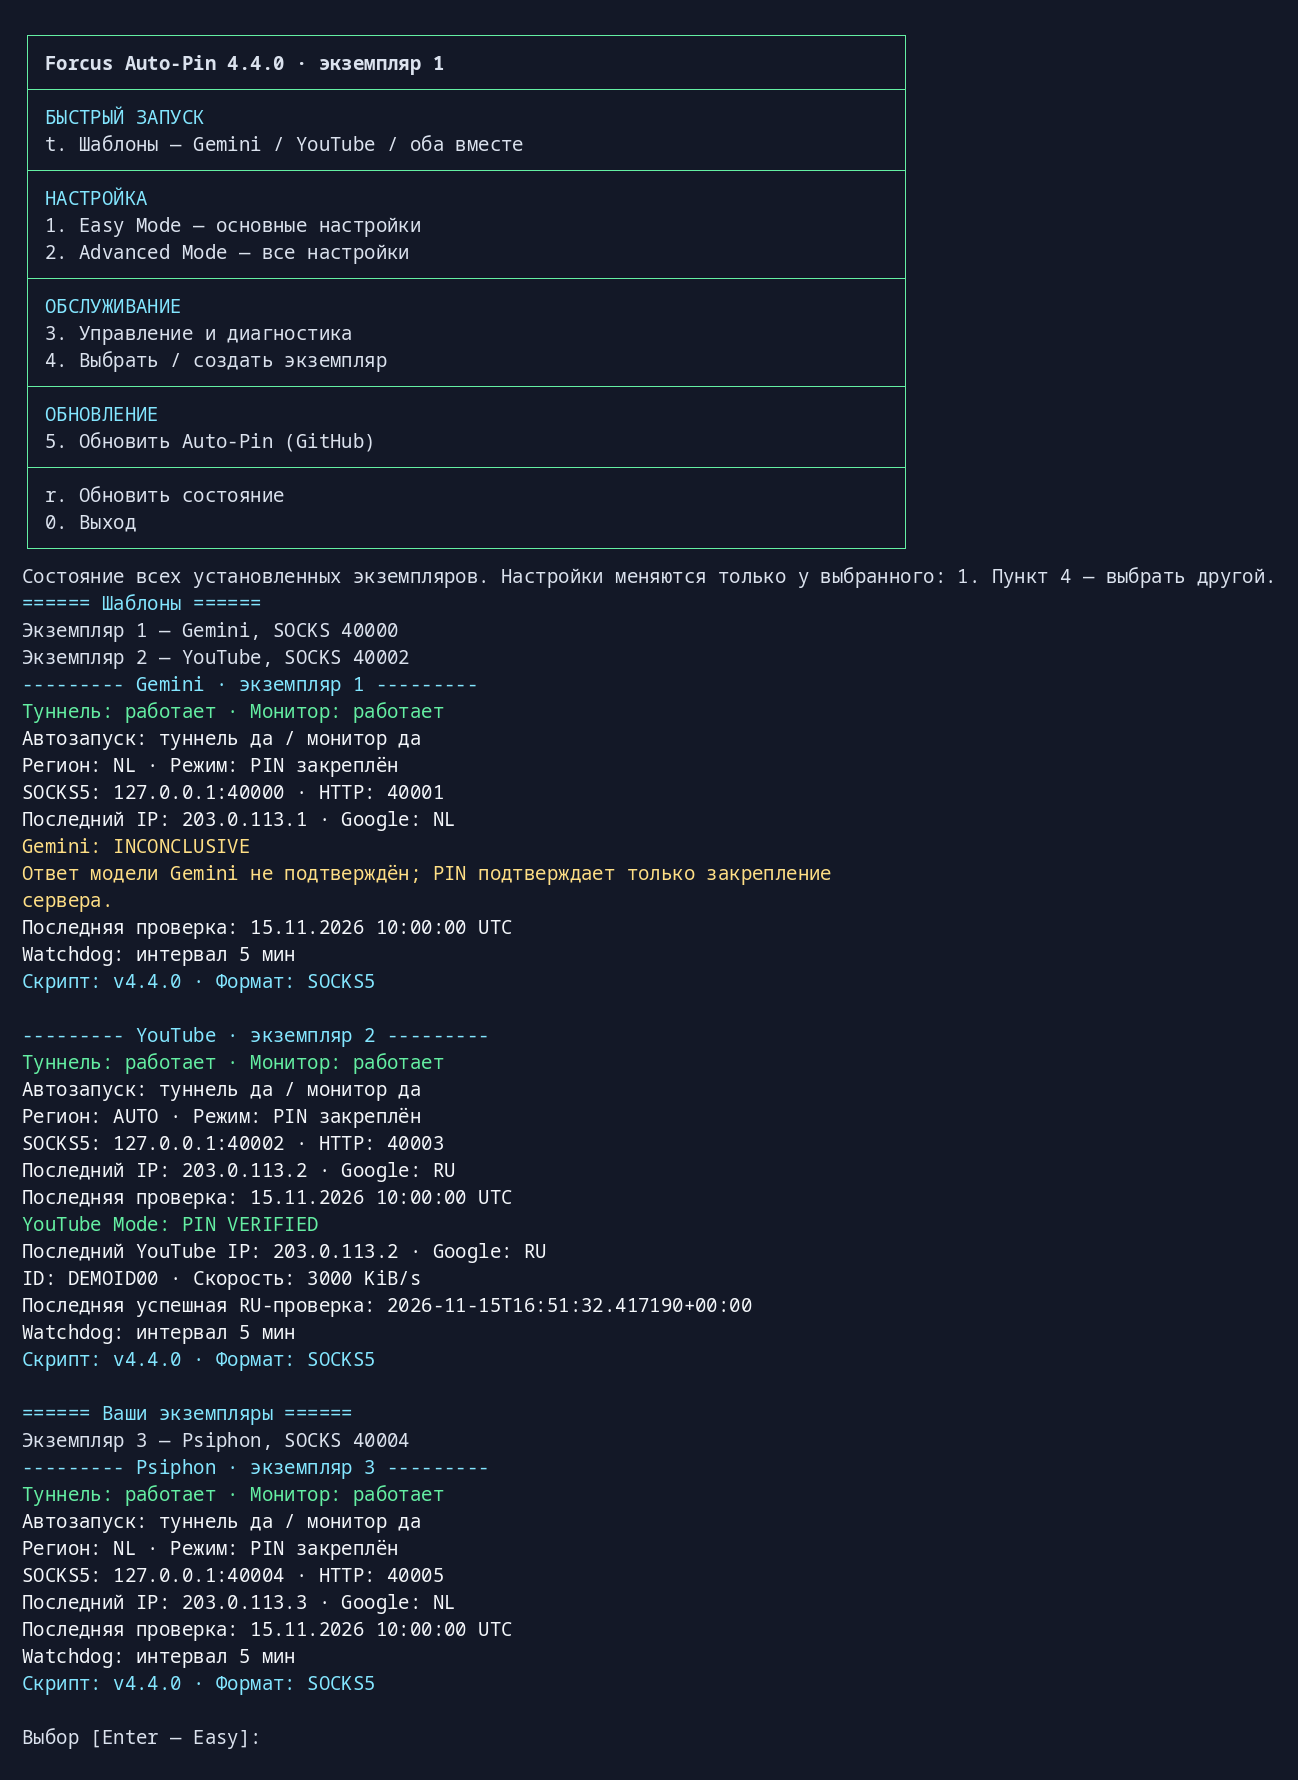 Forcus Auto-Pin 4.4.0 · экземпляр 1
БЫСТРЫЙ ЗАПУСК
t. Шаблоны — Gemini / YouTube / оба вместе
НАСТРОЙКА
1. Easy Mode — основные настройки
2. Advanced Mode — все настройки
ОБСЛУЖИВАНИЕ
3. Управление и диагностика
4. Выбрать / создать экземпляр
ОБНОВЛЕНИЕ
5. Обновить Auto-Pin (GitHub)
r. Обновить состояние
0. Выход
Состояние всех установленных экземпляров. Настройки меняются только у выбранного: 1. Пункт 4 — выбрать другой.
====== Шаблоны ======
Экземпляр 1 — Gemini, SOCKS 40000
Экземпляр 2 — YouTube, SOCKS 40002
--------- Gemini · экземпляр 1 ---------
Туннель: работает · Монитор: работает
Автозапуск: туннель да / монитор да
Регион: NL · Режим: PIN закреплён
SOCKS5: 127.0.0.1:40000 · HTTP: 40001
Последний IP: 203.0.113.1 · Google: NL
Gemini: INCONCLUSIVE
Ответ модели Gemini не подтверждён; PIN подтверждает только закрепление
сервера.
Последняя проверка: 15.11.2026 10:00:00 UTC
Watchdog: интервал 5 мин
Скрипт: v4.4.0 · Формат: SOCKS5
--------- YouTube · экземпляр 2 ---------
Туннель: работает · Монитор: работает
Автозапуск: туннель да / монитор да
Регион: AUTO · Режим: PIN закреплён
SOCKS5: 127.0.0.1:40002 · HTTP: 40003
Последний IP: 203.0.113.2 · Google: RU
Последняя проверка: 15.11.2026 10:00:00 UTC
YouTube Mode: PIN VERIFIED
Последний YouTube IP: 203.0.113.2 · Google: RU
ID: DEMOID00 · Скорость: 3000 KiB/s
Последняя успешная RU-проверка: 2026-11-15T16:51:32.417190+00:00
Watchdog: интервал 5 мин
Скрипт: v4.4.0 · Формат: SOCKS5
====== Ваши экземпляры ======
Экземпляр 3 — Psiphon, SOCKS 40004
--------- Psiphon · экземпляр 3 ---------
Туннель: работает · Монитор: работает
Автозапуск: туннель да / монитор да
Регион: NL · Режим: PIN закреплён
SOCKS5: 127.0.0.1:40004 · HTTP: 40005
Последний IP: 203.0.113.3 · Google: NL
Последняя проверка: 15.11.2026 10:00:00 UTC
Watchdog: интервал 5 мин
Скрипт: v4.4.0 · Формат: SOCKS5
Выбор [Enter — Easy]: